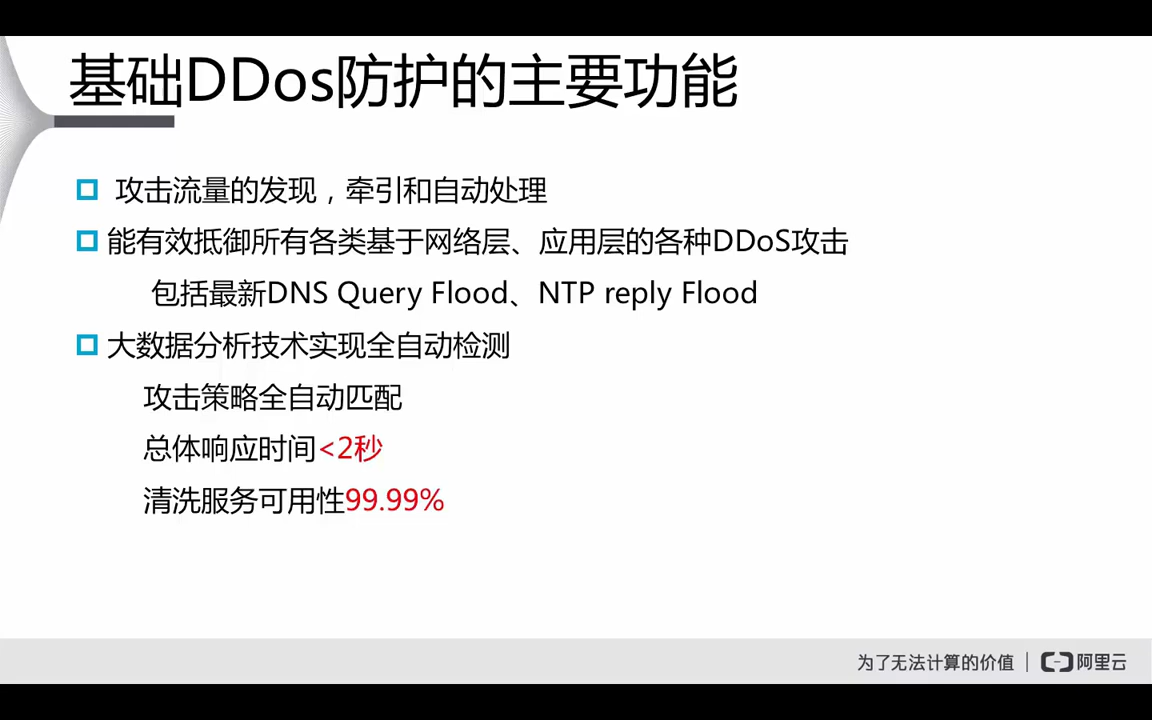 基础DDos防护的主要功能
攻击流量的发现，牵引和自动处理
能有效抵御所有各类基于网络层、应用层的各种DDoS攻击
包括最新DNS Query Flood、NTP reply Flood
大数据分析技术实现全自动检测
攻击策略全自动匹配
总体响应时间<2秒
清洗服务可用性99.99%
为了无法计算的价值 | 阿里云